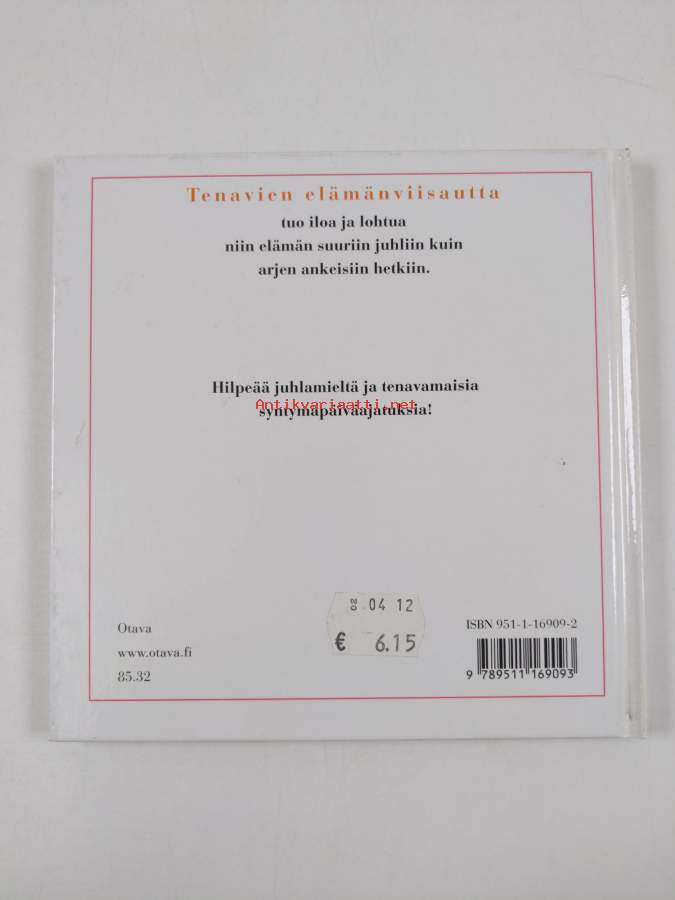 Tenavien elämänviisautta
tuo iloa ja lohtua
niin elämän suuriin juhliin kuin
arjen ankeisiin hetkiin.
Hilpeää juhlamieltä ja tenavamaisia
Antikvariaatti.net
syntymäpäiväajatuksia!
02 04 12
€ 6.15
Otava
www.otava.fi
85.32
ISBN 951-1-16909-2
9 789511 169093